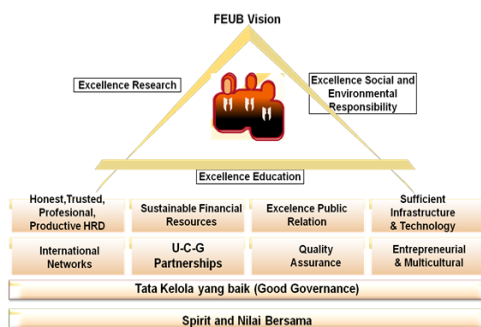 FEUB Vision
Excellence Research
Excellence Social and
Environmental
Responsibility
Excellence Education
Honest,Trusted,
Profesional,
Productive HRD
Sustainable Financial
Resources
Excellence Public
Relation
Sufficient
Infrastructure
& Technology
International
Networks
U-C-G
Partnerships
Quality
Assurance
Entrepreneurial
& Multicultural
Tata Kelola yang baik (Good Governance)
Spirit and Nilai Bersama